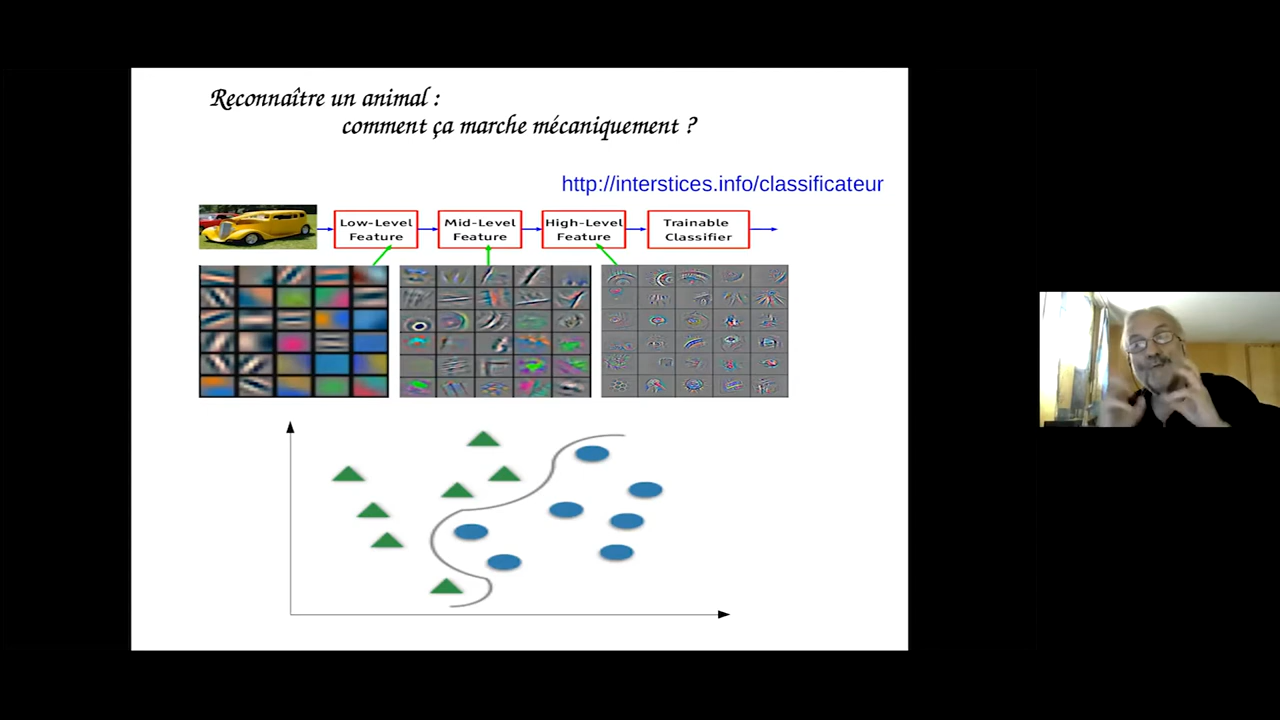 Reconnaître un animal :
comment ça marche mécaniquement ?
http://interstices.info/classificateur
Low-Level
Feature
Mid-Level
Feature
High-Level
Feature
Trainable
Classifier